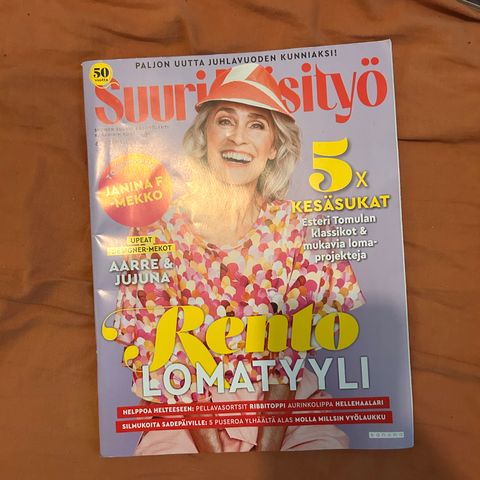 PALJON UUTTA JUHLAVUODEN KUNNIAKSI!
50
vuotta
Suuri Käsityö
JANINA F
MEKKO
5X
KESÄSUKAT
Esteri Tomulan
klassikot &
mukavia loma-
projekteja
UPEAT
DESIGNER-MEKOT
AARRE &
JUJUNA
Rento
LOMATYYLI
HELPPOA HELTEESEEN: PELLAVASORTSIT RIBBITOPPI AURINKOLIPPA HELLEHAALARI
SILMUKOITA SADEPÄIVILLE: 5 PUSEROA YLHÄÄLTÄ ALAS MOLLA MILLSIN VYÖLAUKKU
sanoma